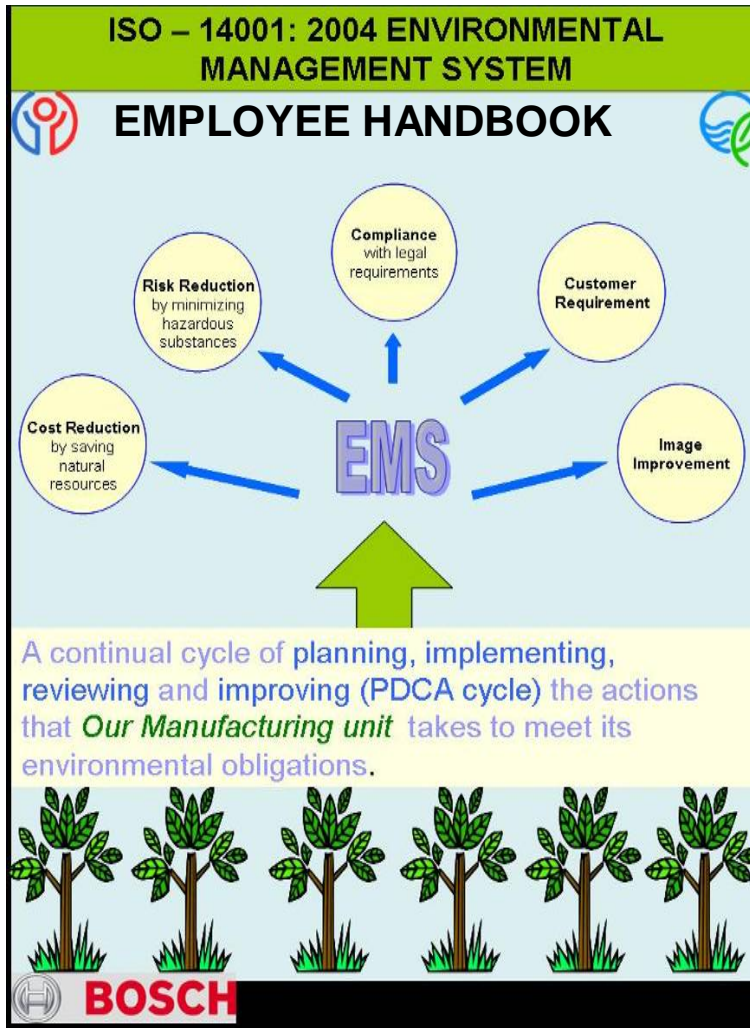 ISO – 14001: 2004 ENVIRONMENTAL
MANAGEMENT SYSTEM
EMPLOYEE HANDBOOK
Compliance
with legal
requirements
Risk Reduction
by minimizing
hazardous
substances
Customer
Requirement
Cost Reduction
by saving
natural
resources
EMS
Image
Improvement
A continual cycle of planning, implementing,
reviewing and improving (PDCA cycle) the actions
that Our Manufacturing unit takes to meet its
environmental obligations.
BOSCH